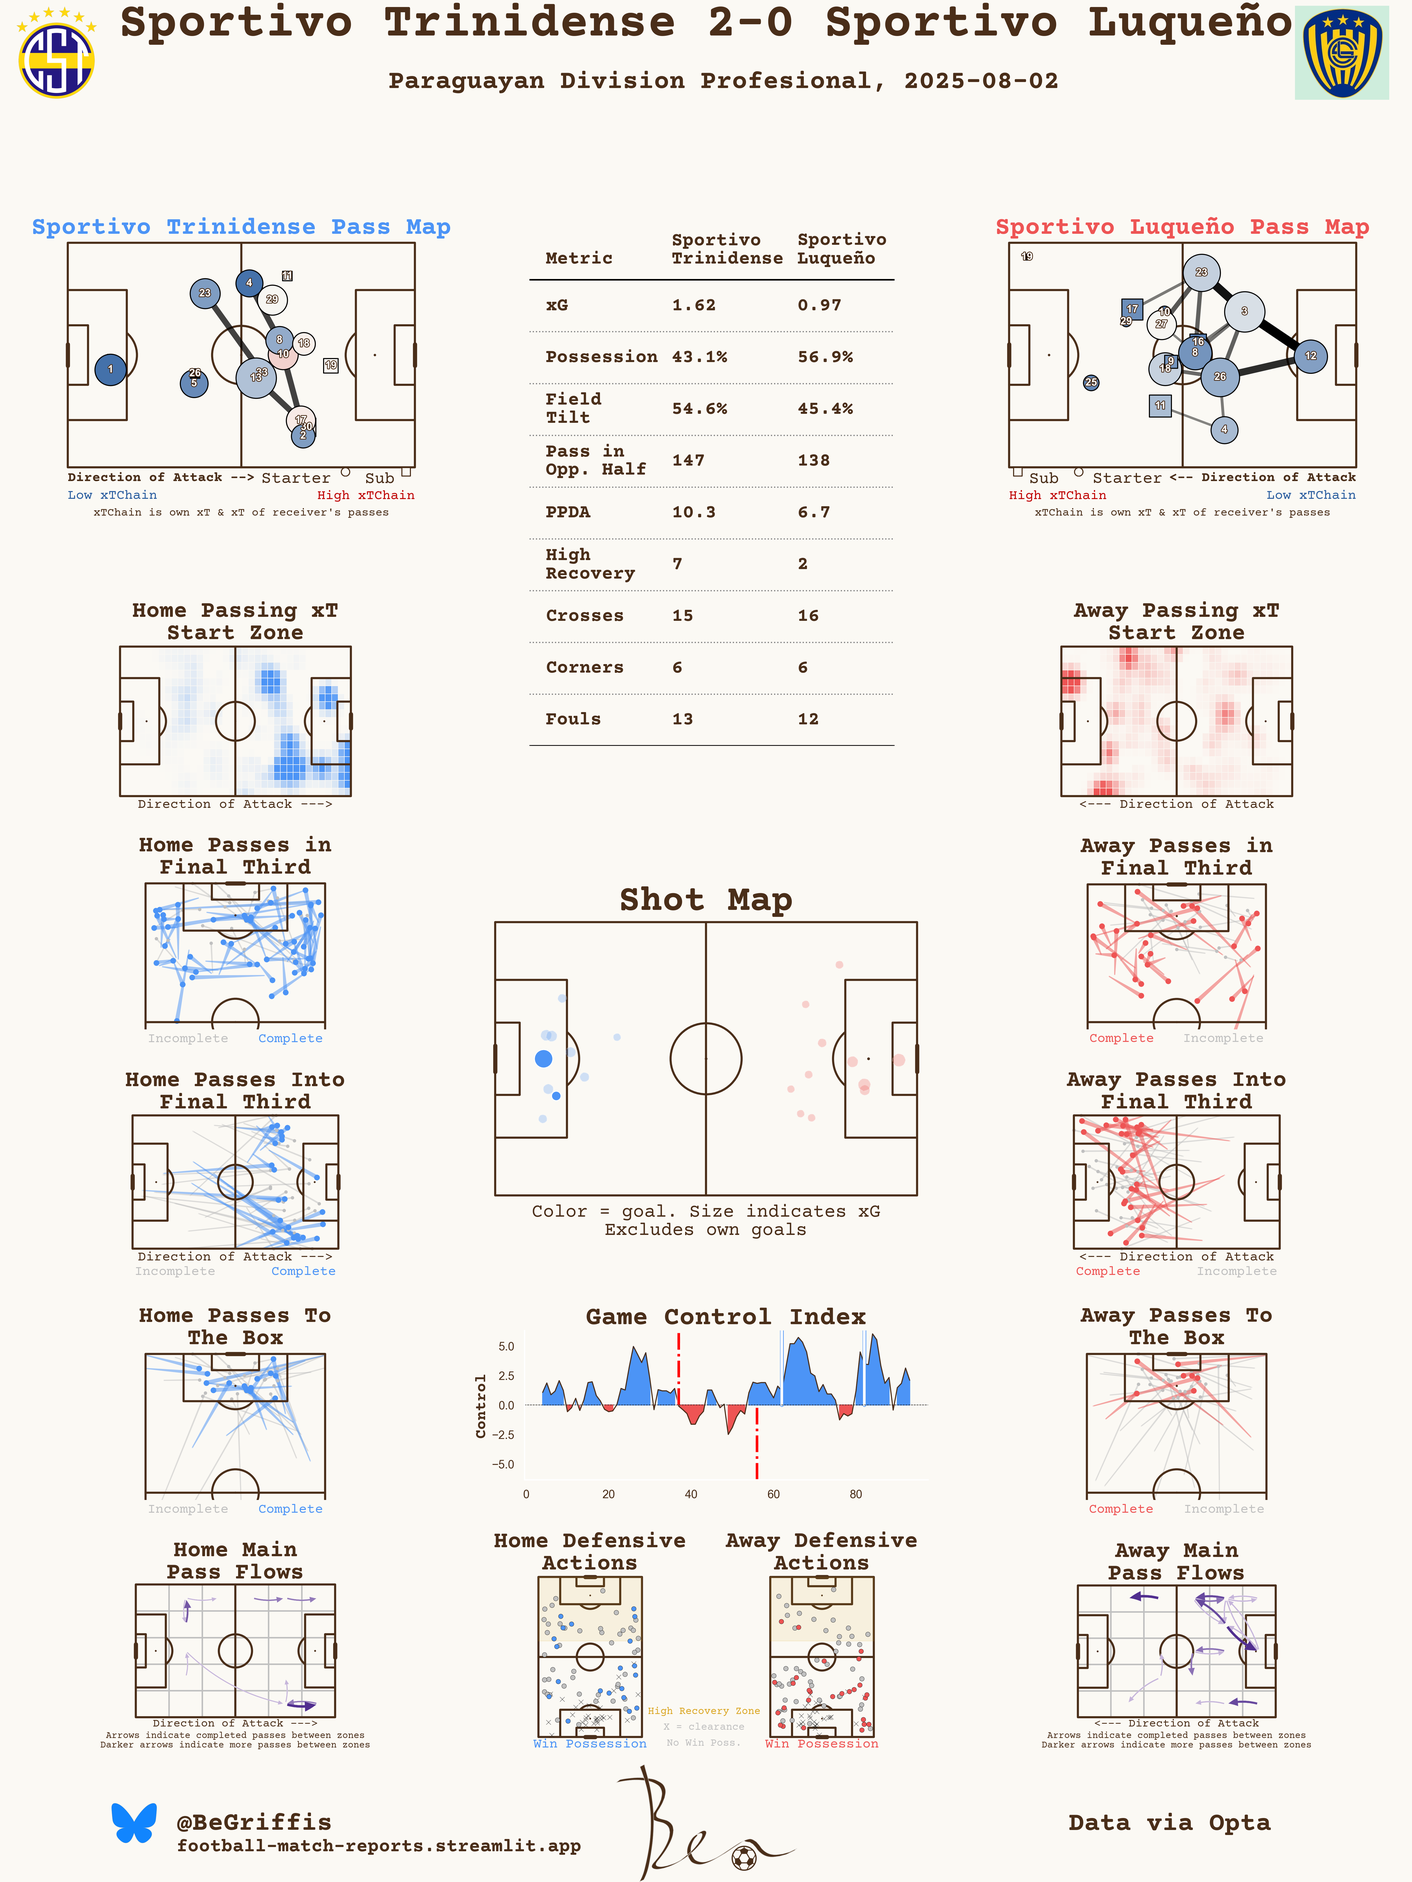 Sportivo Trinidense 2-0 Sportivo Luqueño
Paraguayan Division Profesional, 2025-08-02
Sportivo Trinidense Pass Map
1
23
4
11
29
8
18
10
19
26
5
33
13
17
30
2
Direction of Attack --> Starter Sub
Low xTChain High xTChain
xTChain is own xT & xT of receiver's passes
Metric Sportivo Trinidense Sportivo Luqueño
xG 1.62 0.97
Possession 43.1% 56.9%
Field Tilt 54.6% 45.4%
Pass in Opp. Half 147 138
PPDA 10.3 6.7
High Recovery 7 2
Crosses 15 16
Corners 6 6
Fouls 13 12
Sportivo Luqueño Pass Map
19
23
17
10
29
27
3
16
8
9
18
12
25
26
11
4
Sub Starter <-- Direction of Attack
High xTChain Low xTChain
xTChain is own xT & xT of receiver's passes
Home Passing xT
Start Zone
Direction of Attack --->
Away Passing xT
Start Zone
<--- Direction of Attack
Home Passes in
Final Third
Incomplete Complete
Away Passes in
Final Third
Complete Incomplete
Shot Map
Color = goal. Size indicates xG
Excludes own goals
Home Passes Into
Final Third
Direction of Attack --->
Incomplete Complete
Away Passes Into
Final Third
<--- Direction of Attack
Complete Incomplete
Home Passes To
The Box
Incomplete Complete
Game Control Index
Control
5.0
2.5
0.0
−2.5
−5.0
0 20 40 60 80
Away Passes To
The Box
Complete Incomplete
Home Main
Pass Flows
Direction of Attack --->
Arrows indicate completed passes between zones
Darker arrows indicate more passes between zones
Home Defensive
Actions
Win Possession
High Recovery Zone
X = clearance
No Win Poss.
Away Defensive
Actions
Win Possession
Away Main
Pass Flows
<--- Direction of Attack
Arrows indicate completed passes between zones
Darker arrows indicate more passes between zones
@BeGriffis
football-match-reports.streamlit.app
Ben
Data via Opta